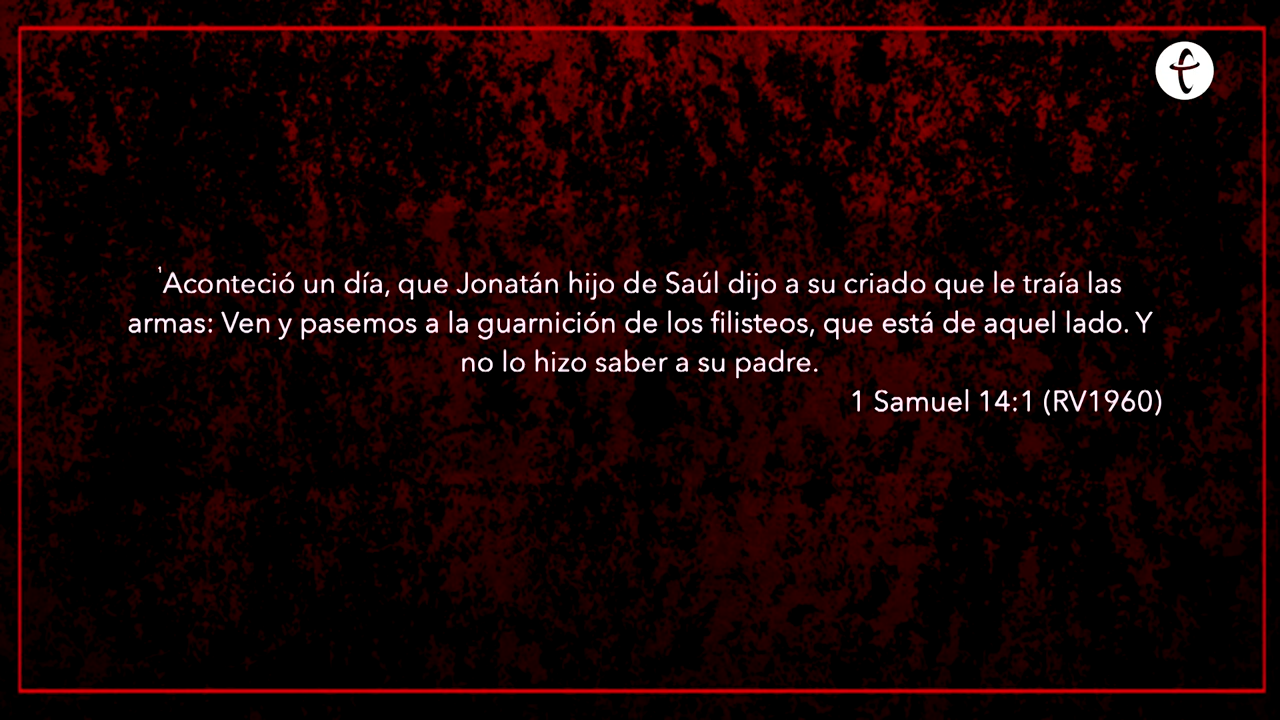 ¹Aconteció un día, que Jonatán hijo de Saúl dijo a su criado que le traía las
armas: Ven y pasemos a la guarnición de los filisteos, que está de aquel lado. Y
no lo hizo saber a su padre.
1 Samuel 14:1 (RV1960)